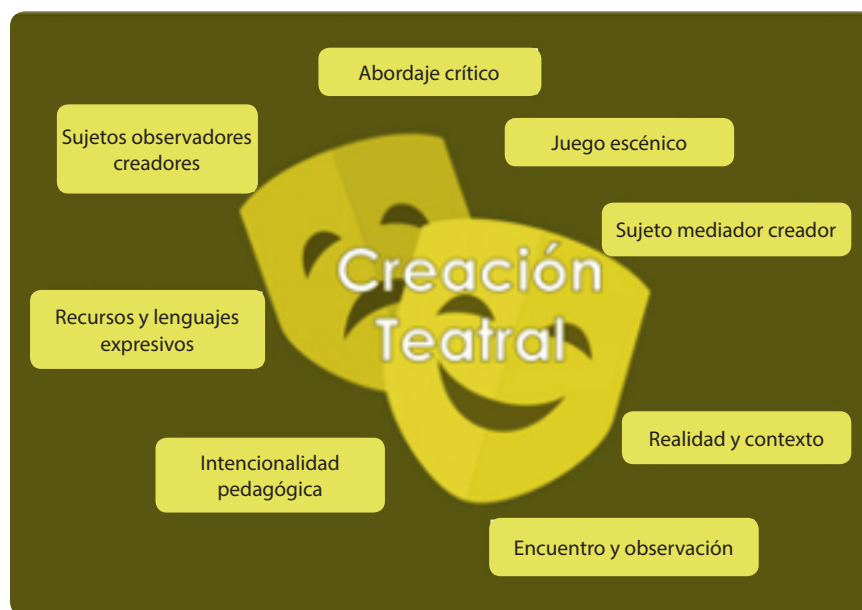 Abordaje crítico
Sujetos observadores
creadores
Juego escénico
Sujeto mediador creador
Creación
Teatral
Recursos y lenguajes
expresivos
Realidad y contexto
Intencionalidad
pedagógica
Encuentro y observación